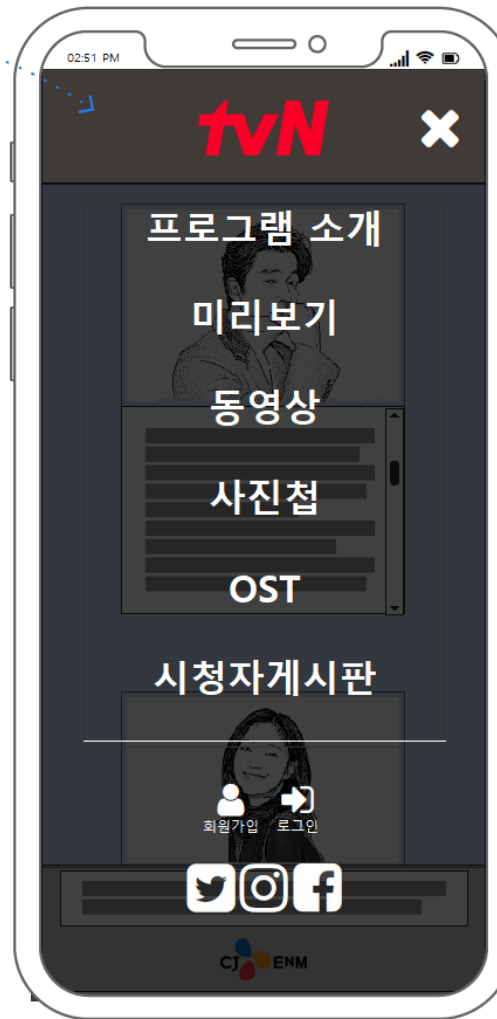 02:51 PM
tvN
프로그램 소개
미리보기
동영상
사진첩
OST
시청자게시판
회원가입 로그인
CJ ENM